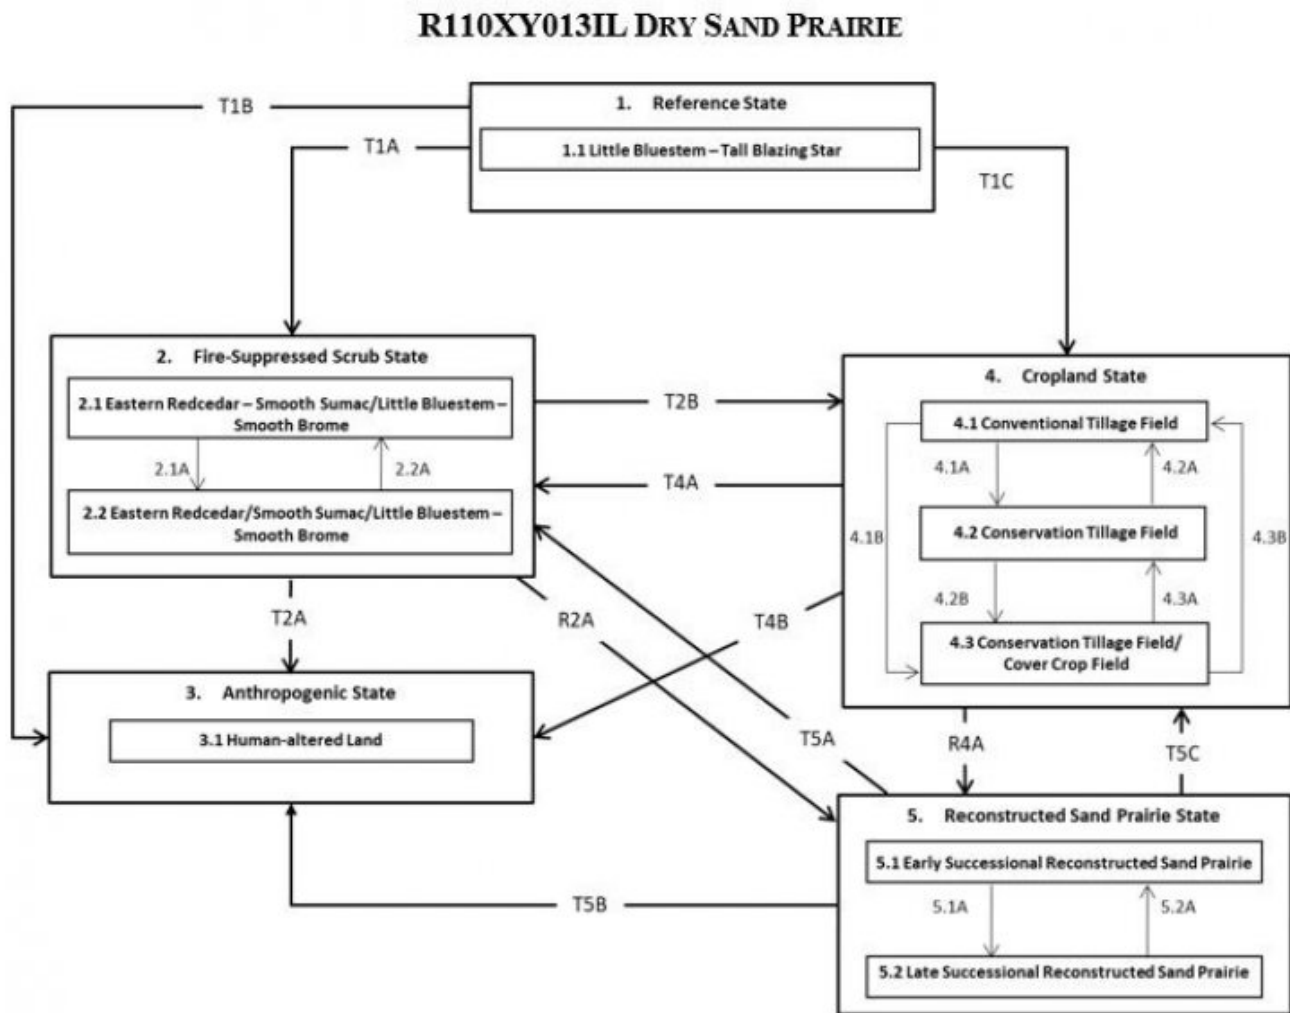 R110XY013IL DRY SAND PRAIRIE
T1B
1. Reference State
T1A
1.1 Little Bluestem – Tall Blazing Star
T1C
2. Fire-Suppressed Scrub State
4. Cropland State
2.1 Eastern Redcedar – Smooth Sumac/Little Bluestem –
Smooth Brome
T2B
4.1 Conventional Tillage Field
2.1A
2.2A
4.1A
4.2A
T4A
2.2 Eastern Redcedar/Smooth Sumac/Little Bluestem –
Smooth Brome
4.1B
4.2 Conservation Tillage Field
4.3B
T2A
R2A
T4B
4.2B
4.3A
4.3 Conservation Tillage Field/
Cover Crop Field
3. Anthropogenic State
3.1 Human-altered Land
T5A
R4A
T5C
5. Reconstructed Sand Prairie State
5.1 Early Successional Reconstructed Sand Prairie
T5B
5.1A
5.2A
5.2 Late Successional Reconstructed Sand Prairie